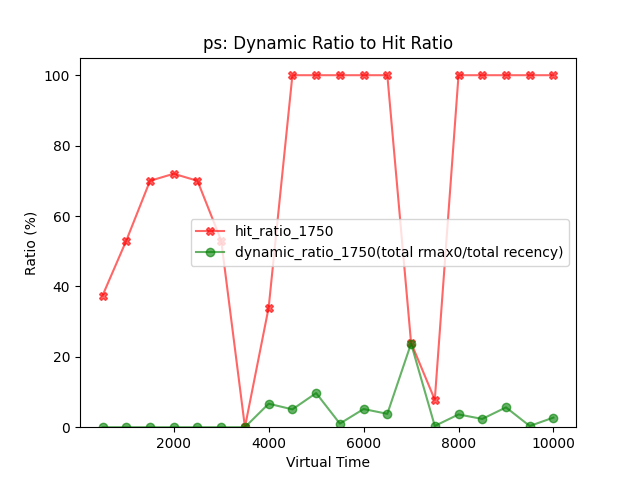 ps: Dynamic Ratio to Hit Ratio
100
80
60
40
20
0
Ratio (%)
hit_ratio_1750
dynamic_ratio_1750(total rmax0/total recency)
2000 4000 6000 8000 10000
Virtual Time